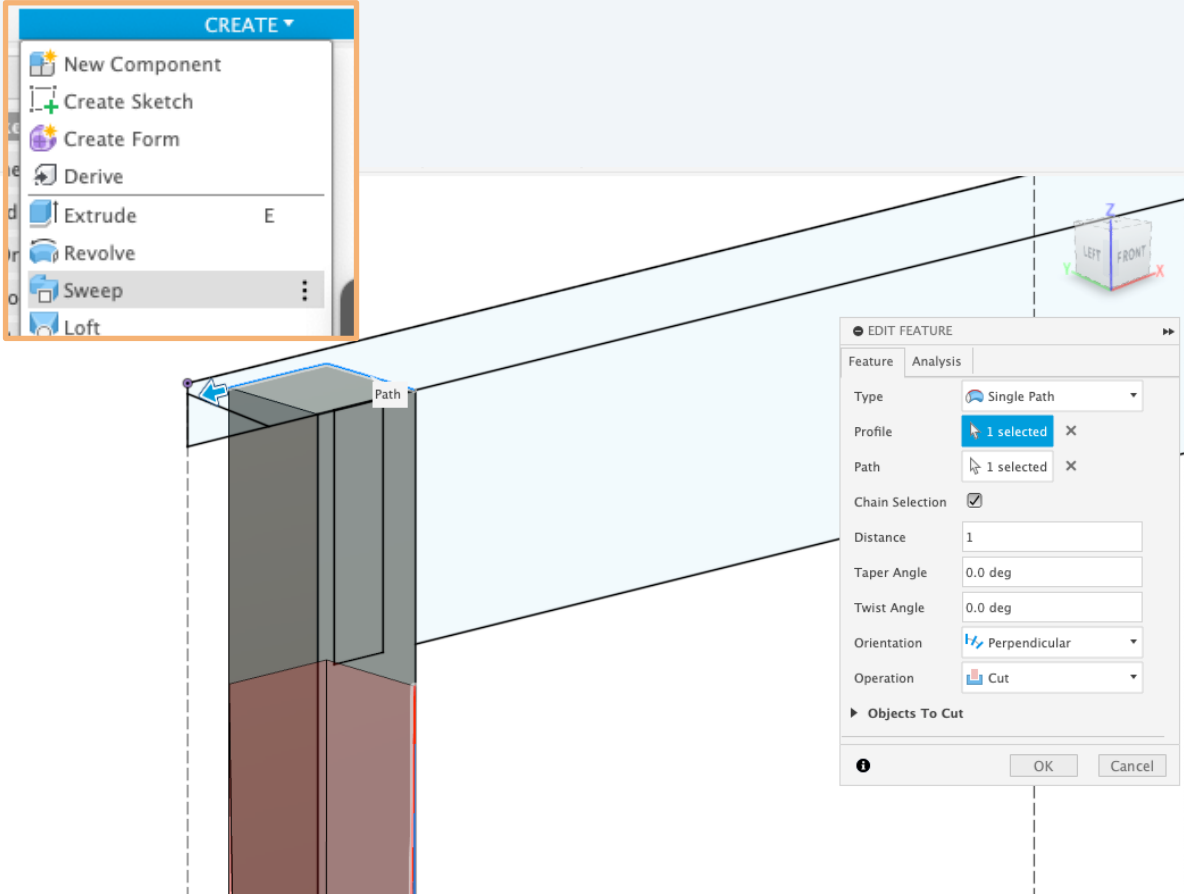 CREATE
New Component
Create Sketch
Create Form
Derive
Extrude E
Revolve
Sweep
Loft
Path
Z
LEFT FRONT
Y X
EDIT FEATURE
Feature Analysis
Type Single Path
Profile 1 selected
Path 1 selected
Chain Selection
Distance 1
Taper Angle 0.0 deg
Twist Angle 0.0 deg
Orientation Perpendicular
Operation Cut
Objects To Cut
OK Cancel